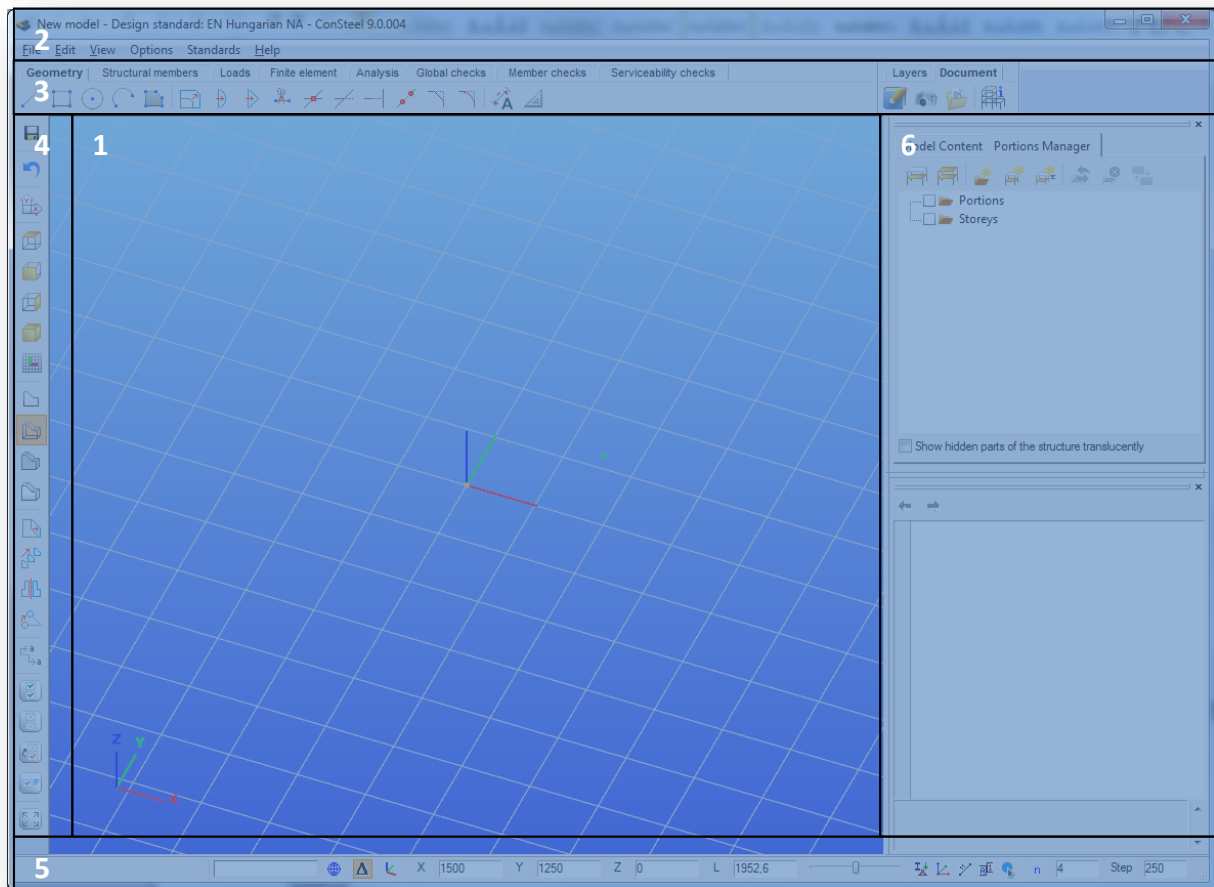 New model - Design standard: EN Hungarian NA - ConSteel 9.0.004
2
File Edit View Options Standards Help
Geometry Structural members Loads Finite element Analysis Global checks Member checks Serviceability checks Layers Document
3
4 1 6
Model Content Portions Manager
Portions
Storeys
Show hidden parts of the structure translucently
Z Y
X
5 Δ X 1500 Y 1250 Z 0 L 1952,6 n 4 Step 250